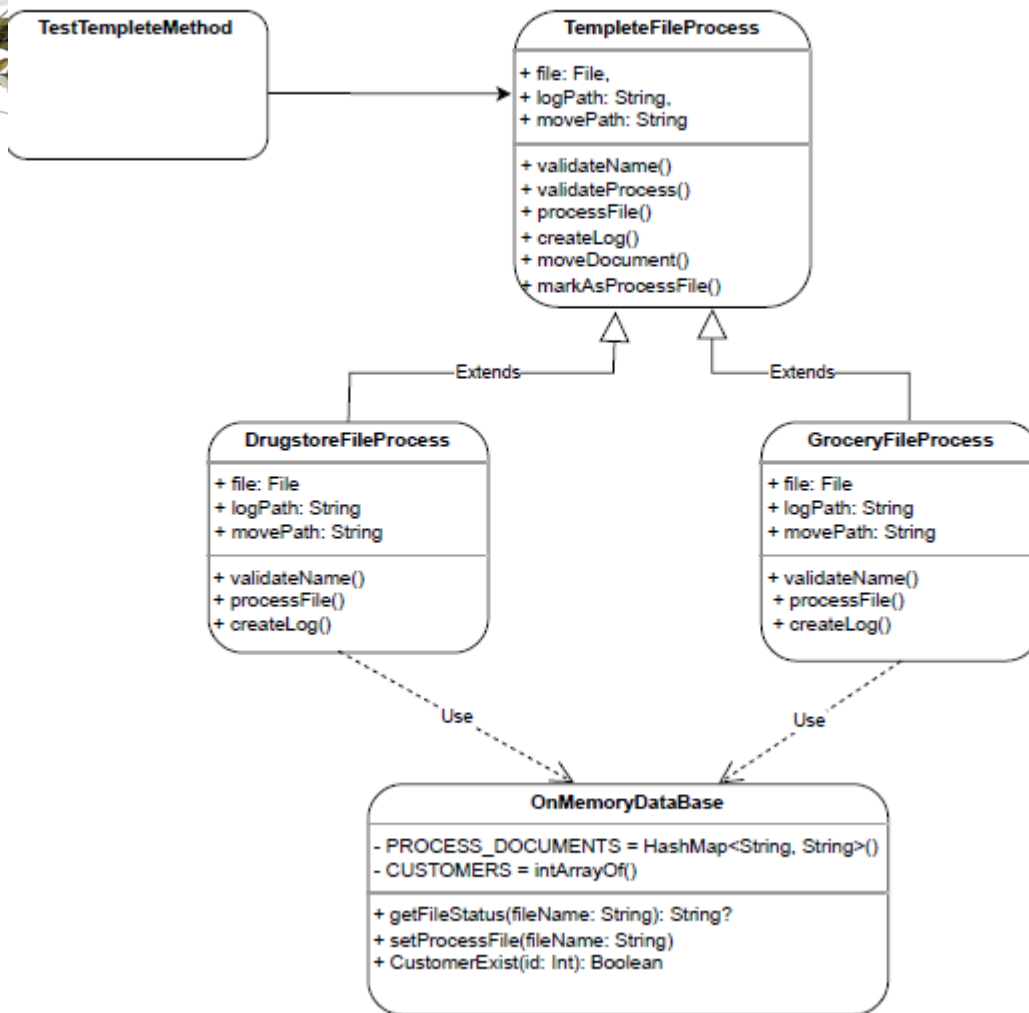 TestTempleteMethod
TempleteFileProcess
+ file: File,
+ logPath: String,
+ movePath: String
+ validateName()
+ validateProcess()
+ processFile()
+ createLog()
+ moveDocument()
+ markAsProcessFile()
Extends
Extends
DrugstoreFileProcess
+ file: File
+ logPath: String
+ movePath: String
+ validateName()
+ processFile()
+ createLog()
GroceryFileProcess
+ file: File
+ logPath: String
+ movePath: String
+ validateName()
+ processFile()
+ createLog()
Use
Use
OnMemoryDataBase
- PROCESS_DOCUMENTS = HashMap<String, String>()
- CUSTOMERS = intArrayOf()
+ getFileStatus(fileName: String): String?
+ setProcessFile(fileName: String)
+ CustomerExist(id: Int): Boolean